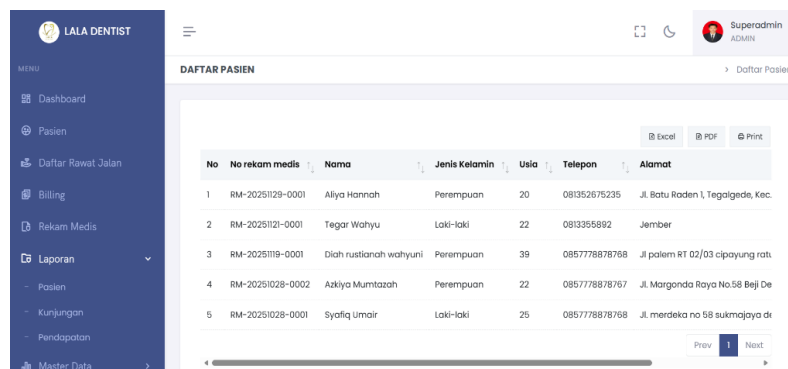 LALA DENTIST
Superadmin
ADMIN
MENU
DAFTAR PASIEN
> Daftar Pasien
Dashboard
Pasien
Daftar Rawat Jalan
Billing
Rekam Medis
Laporan
- Pasien
- Kunjungan
- Pendapatan
Master Data >
Excel PDF Print
No No rekam medis Nama Jenis Kelamin Usia Telepon Alamat
1 RM-20251129-0001 Aliya Hannah Perempuan 20 081352675235 Jl. Batu Raden 1, Tegalgede, Kec.
2 RM-20251121-0001 Tegar Wahyu Laki-laki 22 0813355892 Jember
3 RM-20251119-0001 Diah rustianah wahyuni Perempuan 39 0857778878768 Jl palem RT 02/03 cipayung ratu
4 RM-20251028-0002 Azkiya Mumtazah Perempuan 22 0857778878767 Jl. Margonda Raya No.58 Beji De
5 RM-20251028-0001 Syafiq Umair Laki-laki 25 0857778878768 Jl. merdeka no 58 sukmajaya de
Prev 1 Next